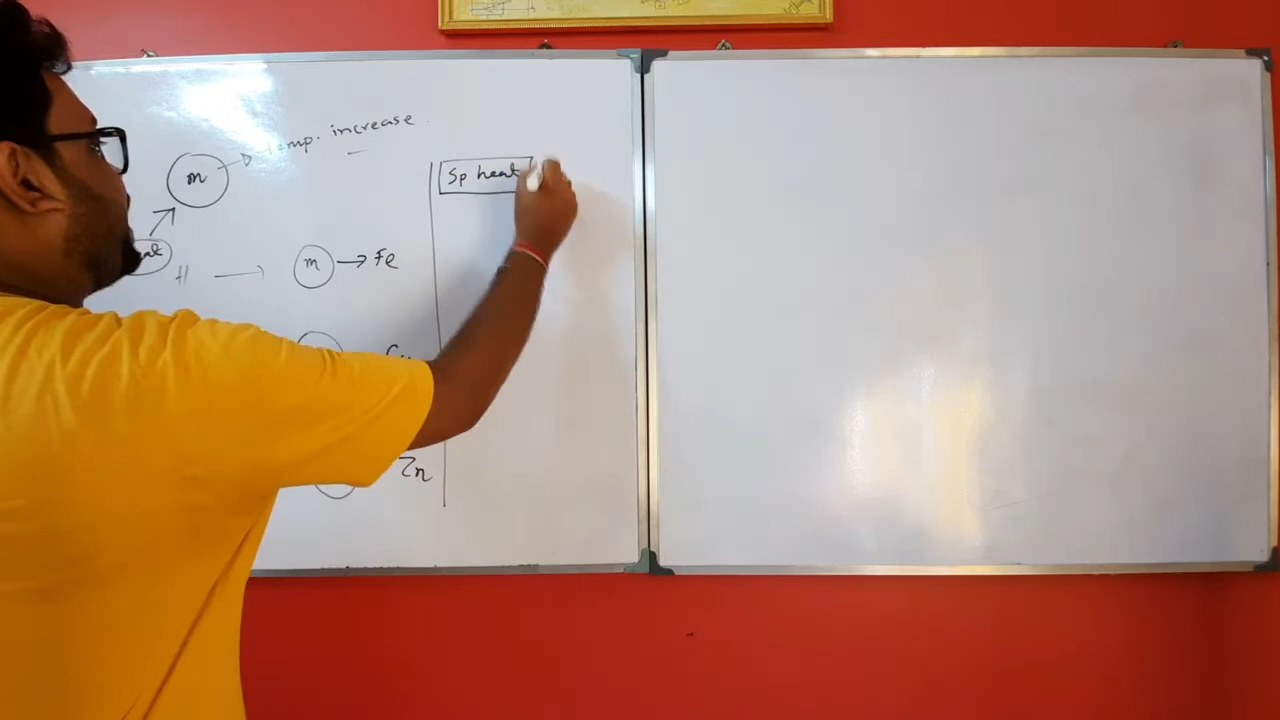 temp. increase
m
H → m → Fe
Zn
Sp heat